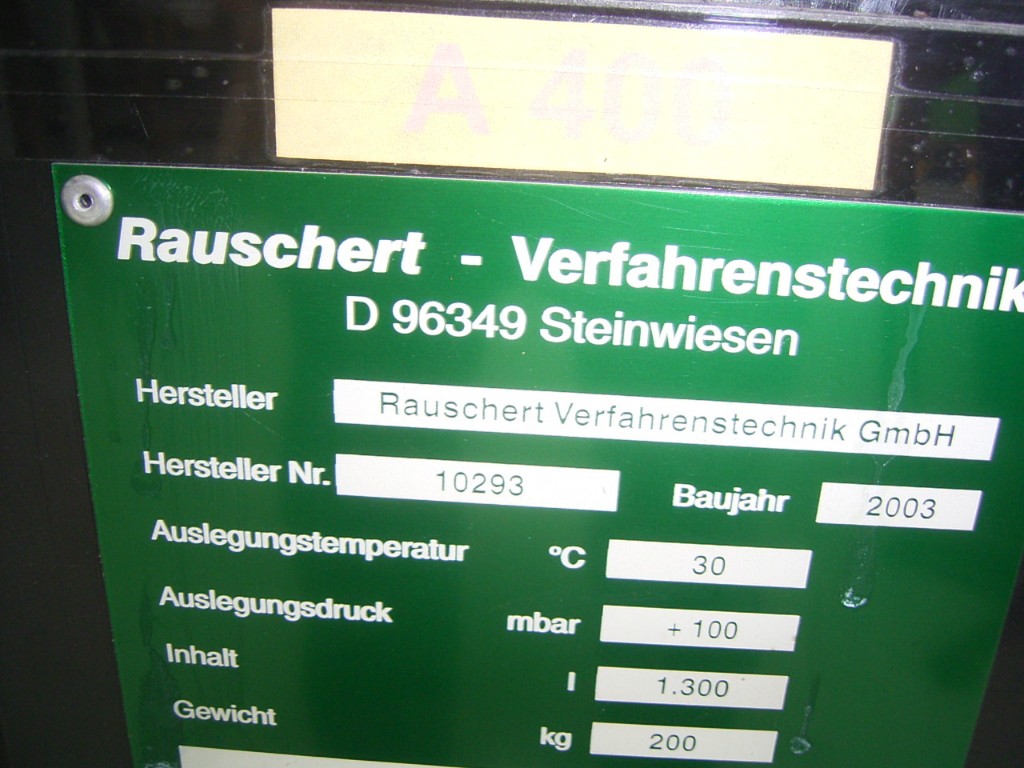 A 400
Rauschert - Verfahrenstechnik
D 96349 Steinwiesen
Hersteller Rauschert Verfahrenstechnik GmbH
Hersteller Nr. 10293 Baujahr 2003
Auslegungstemperatur °C 30
Auslegungsdruck mbar + 100
Inhalt l 1.300
Gewicht kg 200